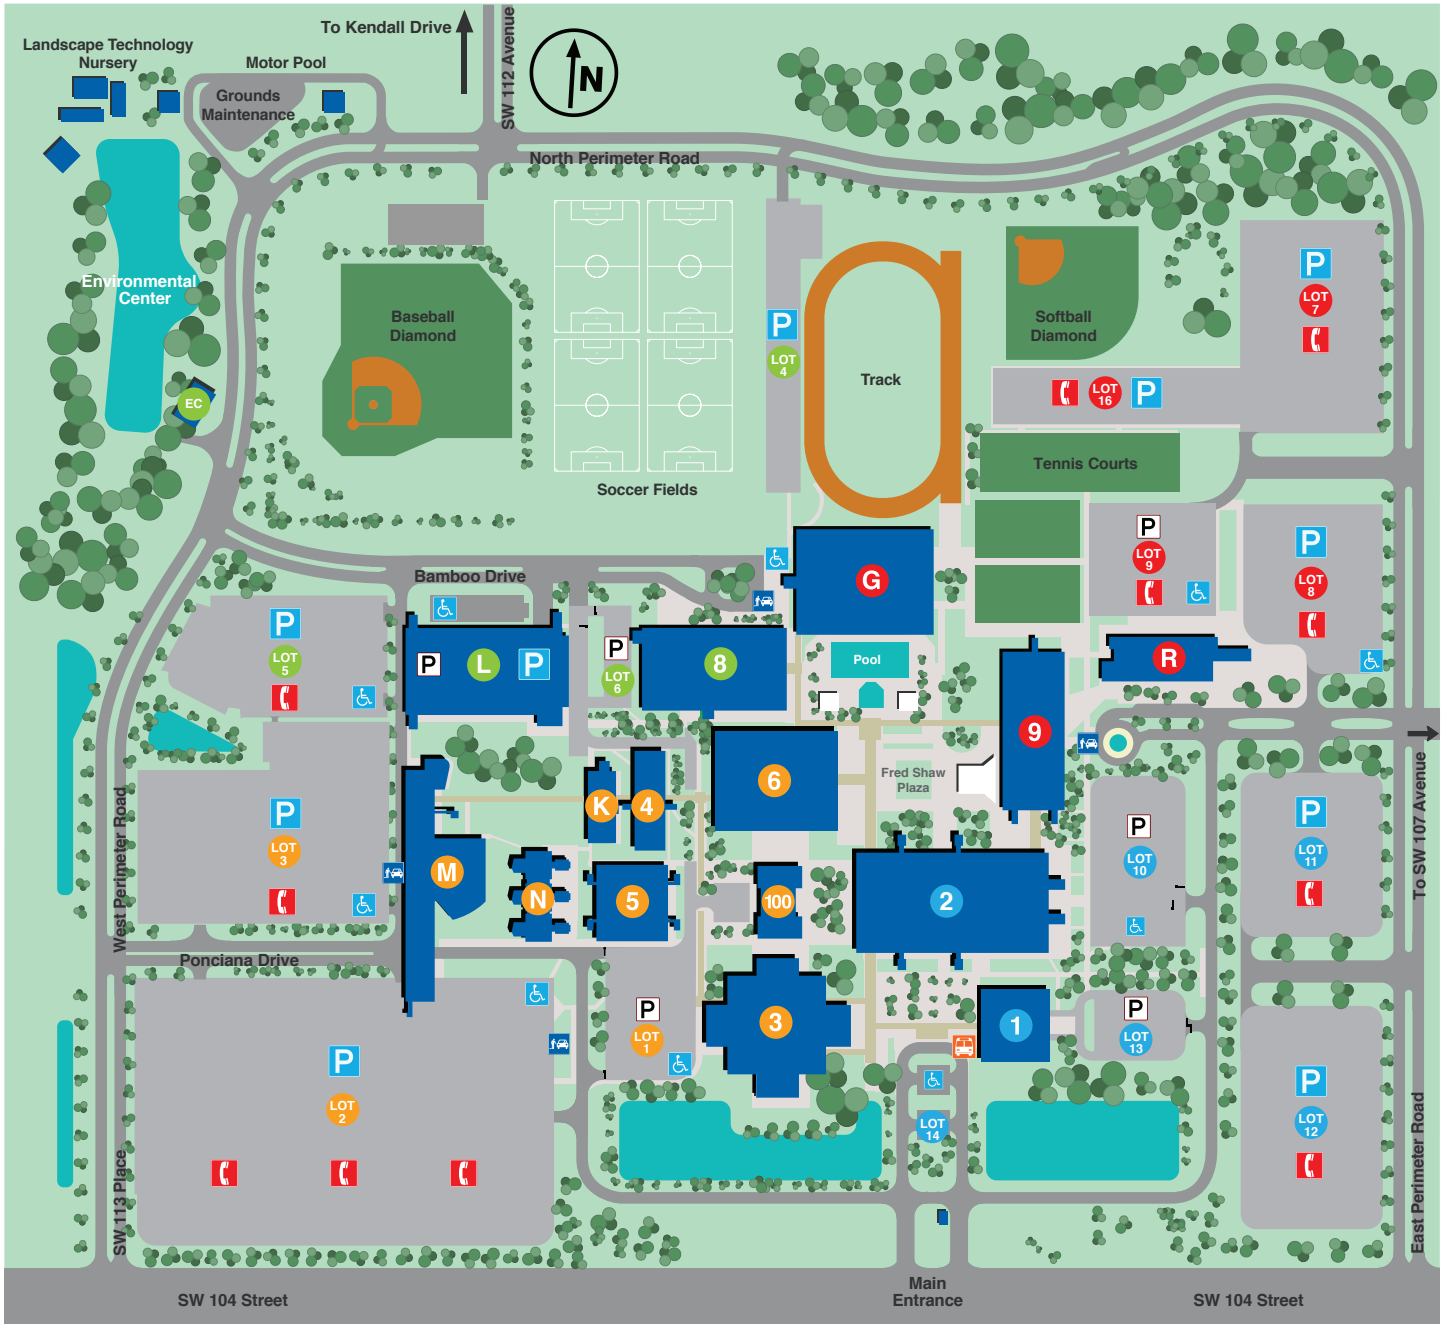 To Kendall Drive
SW 112 Avenue
N
Landscape Technology
Nursery
Motor Pool
Grounds
Maintenance
North Perimeter Road
Environmental
Center
EC
Baseball
Diamond
Soccer Fields
P
LOT
4
Track
Softball
Diamond
P
LOT
7
LOT
16
P
Tennis Courts
P
LOT
9
P
LOT
8
Bamboo Drive
P
LOT
5
P
L
P
P
LOT
6
8
G
Pool
R
9
P
LOT
3
M
N
K
4
5
6
100
Fred Shaw
Plaza
2
P
LOT
10
P
LOT
11
To SW 107 Avenue
West Perimeter Road
Ponciana Drive
P
LOT
2
P
LOT
1
3
1
P
LOT
13
LOT
14
P
LOT
12
SW 113 Place
East Perimeter Road
SW 104 Street
Main
Entrance
SW 104 Street